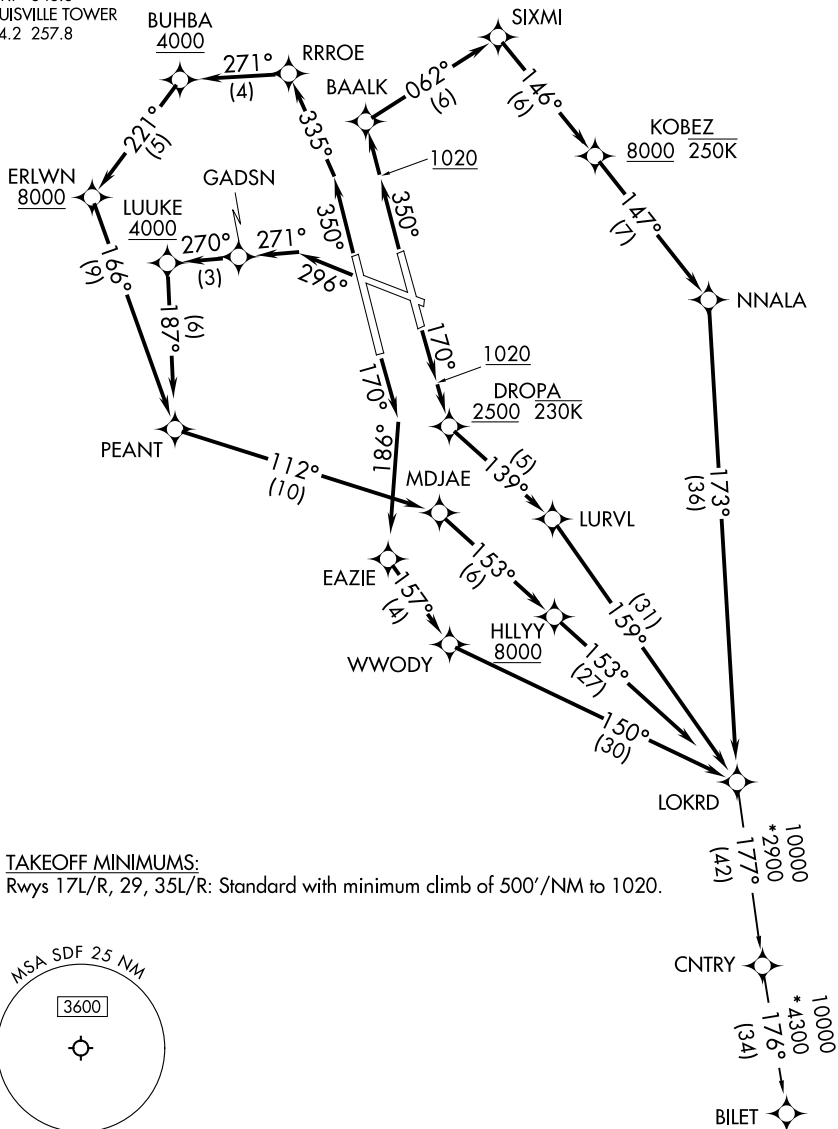 UISVILLE TOWER
4.2 257.8
BUHBA
4000
271°
(4)
RRROE
SIXMI
BAALK
062°
(6)
146°
(6)
KOBEZ
8000 250K
221°
(5)
335°
1020
ERLWN
8000
GADSN
LUUKE
4000
270°
(3)
271°
296°
350°
350°
147°
(7)
NNALA
166°
(9)
187°
(6)
170°
170°
1020
DROPA
2500 230K
PEANT
112°
(10)
186°
MDJAE
139°
(5)
LURVL
173°
(36)
EAZIE
157°
(4)
153°
(6)
HLLYY
8000
159°
(31)
WWODY
153°
(27)
150°
(30)
LOKRD
10000
*2900
177°
(42)
TAKEOFF MINIMUMS:
Rwys 17L/R, 29, 35L/R: Standard with minimum climb of 500'/NM to 1020.
MSA SDF 25 NM
3600
CNTRY
10000
*4300
176°
(34)
BILET